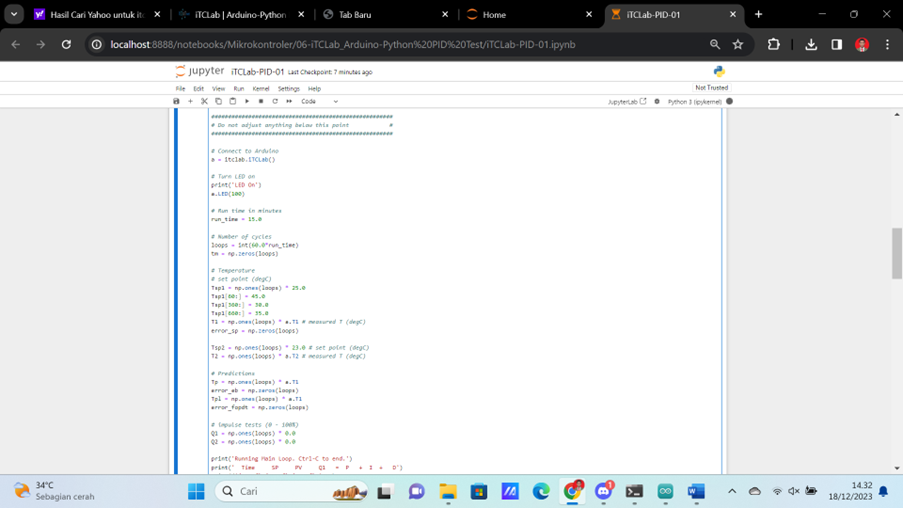 Hasil Cari Yahoo untuk it
iTCLab | Arduino-Python
Tab Baru
Home
iTCLab-PID-01
localhost:8888/notebooks/Mikrokontroler/06-iTCLab_Arduino-Python%20PID%20Test/iTCLab-PID-01.ipynb
jupyter iTCLab-PID-01 Last Checkpoint: 7 minutes ago
File Edit View Run Kernel Settings Help
Not Trusted
Code
JupyterLab
Python 3 (ipykernel)
######################################################
# Do not adjust anything below this point #
######################################################
# Connect to Arduino
a = itclab.iTCLab()
# Turn LED on
print('LED On')
a.LED(100)
# Run time in minutes
run_time = 15.0
# Number of cycles
loops = int(60.0*run_time)
tm = np.zeros(loops)
# Temperature
# set point (degC)
Tsp1 = np.ones(loops) * 25.0
Tsp1[60:] = 45.0
Tsp1[360:] = 30.0
Tsp1[660:] = 35.0
T1 = np.ones(loops) * a.T1 # measured T (degC)
error_sp = np.zeros(loops)
Tsp2 = np.ones(loops) * 23.0 # set point (degC)
T2 = np.ones(loops) * a.T2 # measured T (degC)
# Predictions
Tp = np.ones(loops) * a.T1
error_eb = np.zeros(loops)
Tpl = np.ones(loops) * a.T1
error_fopdt = np.zeros(loops)
# impulse tests (0 - 100%)
Q1 = np.ones(loops) * 0.0
Q2 = np.ones(loops) * 0.0
print('Running Main Loop. Ctrl-C to end.')
print(' Time SP PV Q1 = P + I + D')
34°C
Sebagian cerah
Cari
1
14.32
18/12/2023